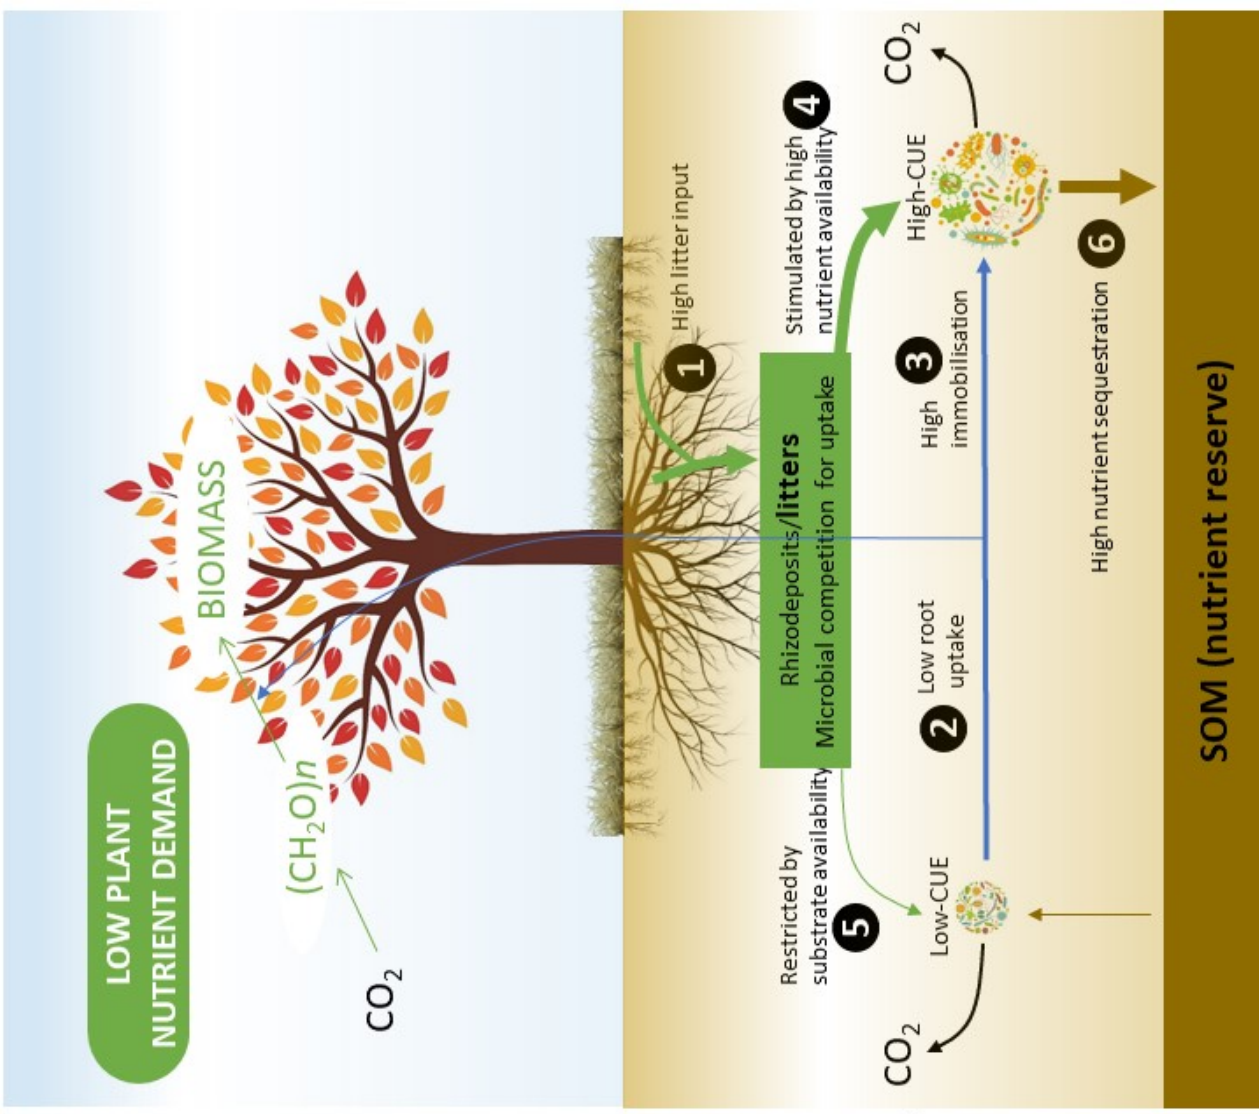 LOW PLANT
NUTRIENT DEMAND
BIOMASS
(CH2O)n
CO2
1
High litter input
Rhizodeposits/litters
Microbial competition for uptake
Stimulated by high
nutrient availability
4
Restricted by
substrate availability
5
Low-CUE
High-CUE
CO2
CO2
2
Low root
uptake
3
High
immobilisation
High nutrient sequestration
6
SOM (nutrient reserve)